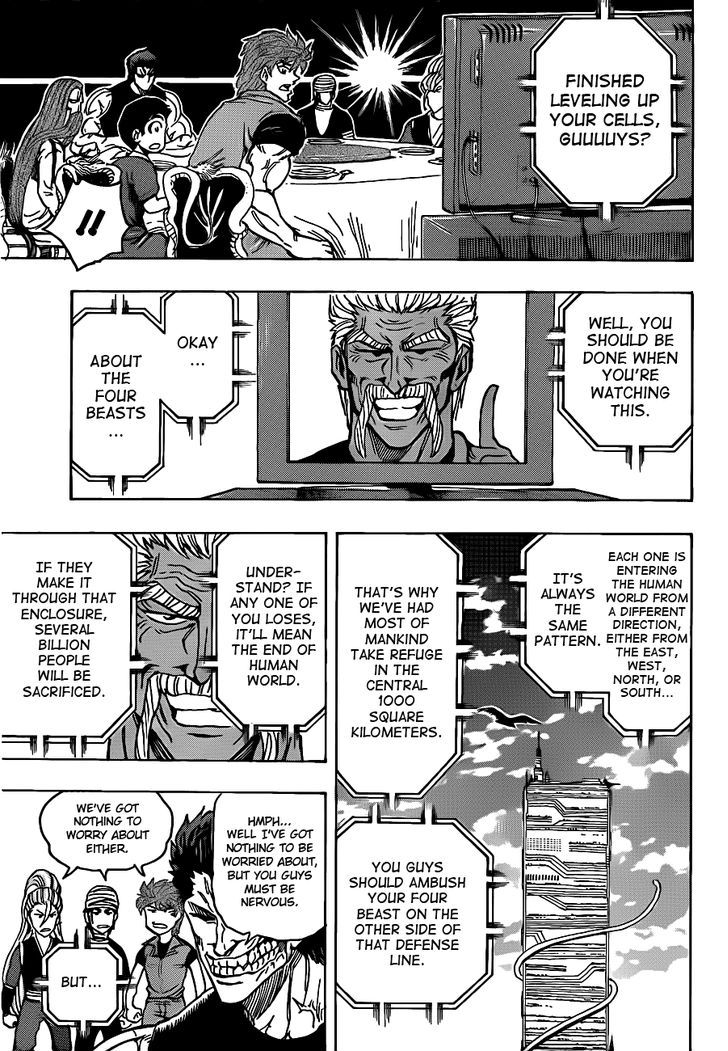 FINISHED
LEVELING UP
YOUR CELLS,
GUUUUYS?
!!
WELL, YOU
SHOULD BE
DONE WHEN
YOU'RE
WATCHING
THIS.
OKAY
...
ABOUT
THE
FOUR
BEASTS
...
EACH ONE IS
ENTERING
THE HUMAN
WORLD FROM
A DIFFERENT
DIRECTION,
EITHER FROM
THE EAST,
WEST,
NORTH, OR
SOUTH...
IT'S
ALWAYS
THE
SAME
PATTERN.
THAT'S WHY
WE'VE HAD
MOST OF
MANKIND
TAKE REFUGE
IN THE
CENTRAL
1000
SQUARE
KILOMETERS.
YOU GUYS
SHOULD AMBUSH
YOUR FOUR
BEAST ON THE
OTHER SIDE OF
THAT DEFENSE
LINE.
UNDER-
STAND? IF
ANY ONE OF
YOU LOSES,
IT'LL MEAN
THE END OF
HUMAN
WORLD.
IF THEY
MAKE IT
THROUGH THAT
ENCLOSURE,
SEVERAL
BILLION
PEOPLE
WILL BE
SACRIFICED.
HMPH...
WELL I'VE GOT
NOTHING TO BE
WORRIED ABOUT,
BUT YOU GUYS
MUST BE
NERVOUS.
WE'VE GOT
NOTHING TO
WORRY ABOUT
EITHER.
BUT...